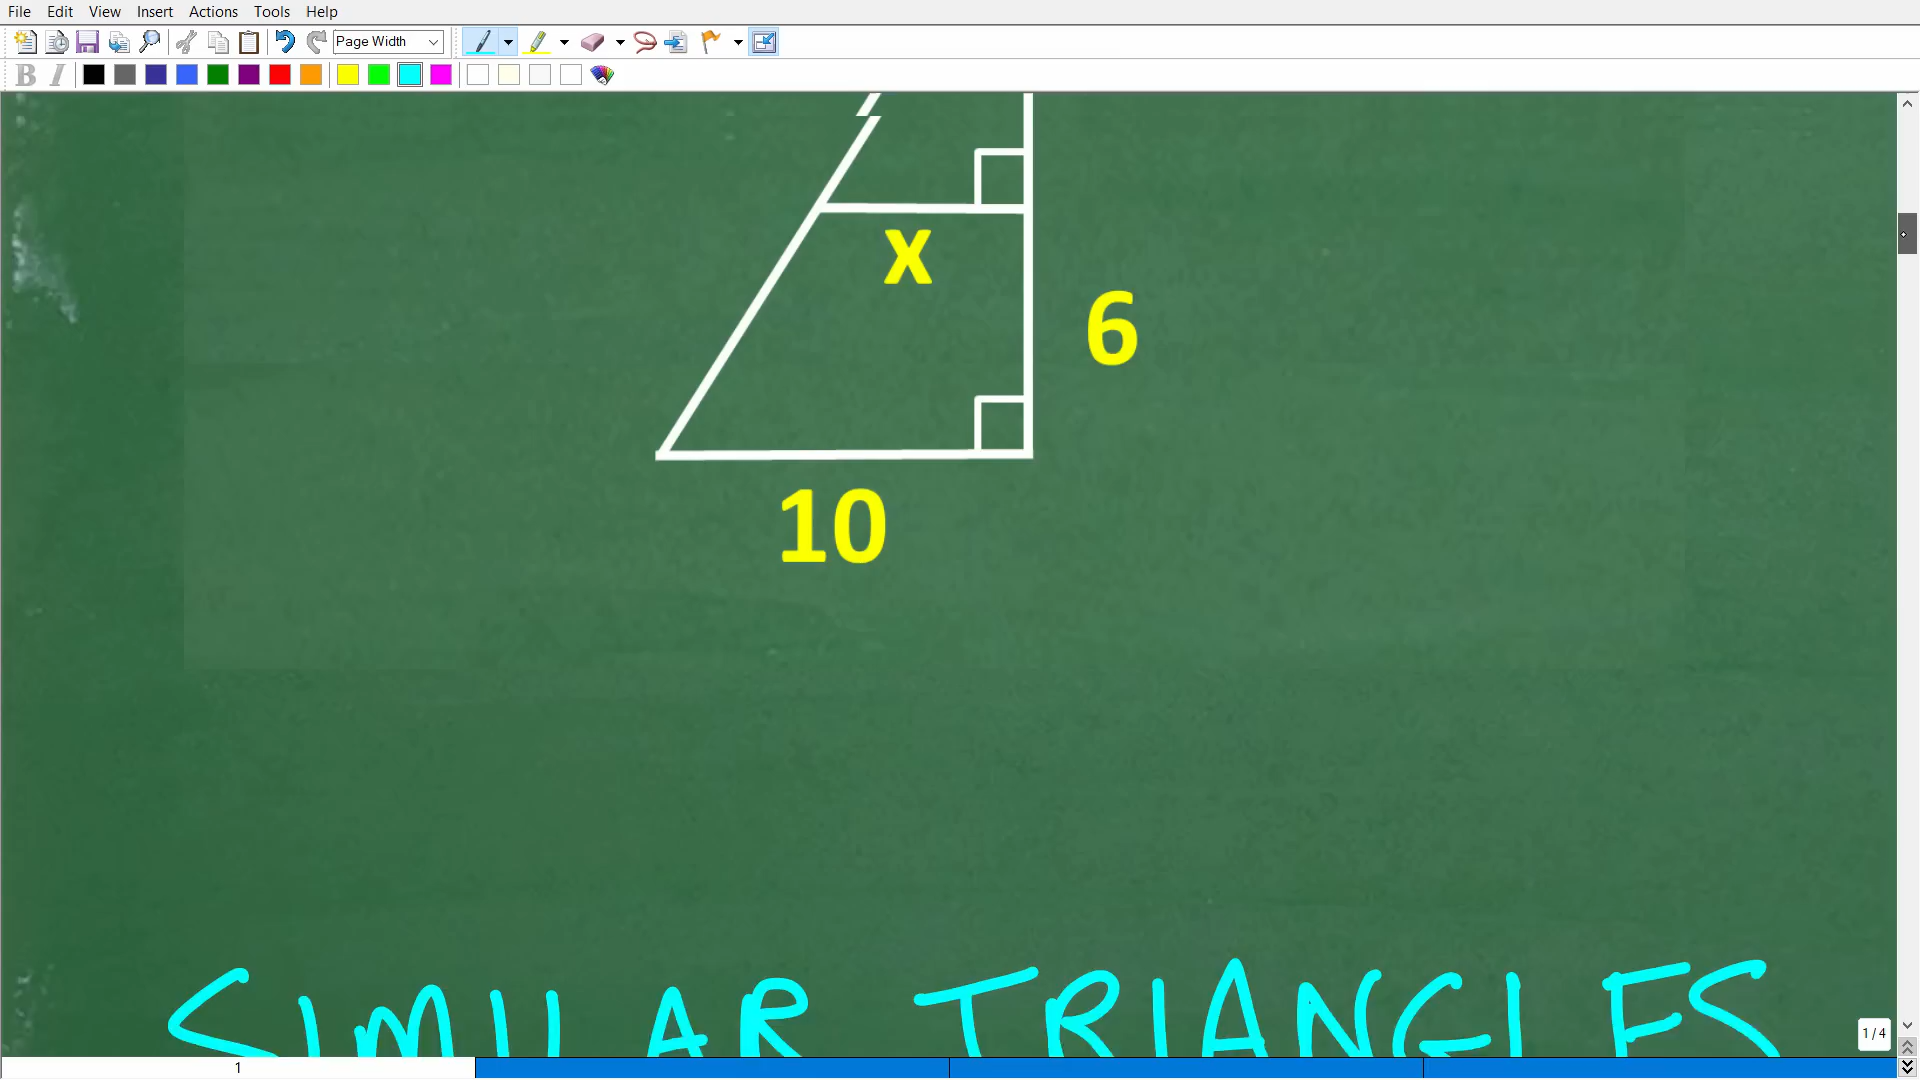 File Edit View Insert Actions Tools Help
Page Width
B I
x
6
10
SIMILAR TRIANGLES
1 / 4
1